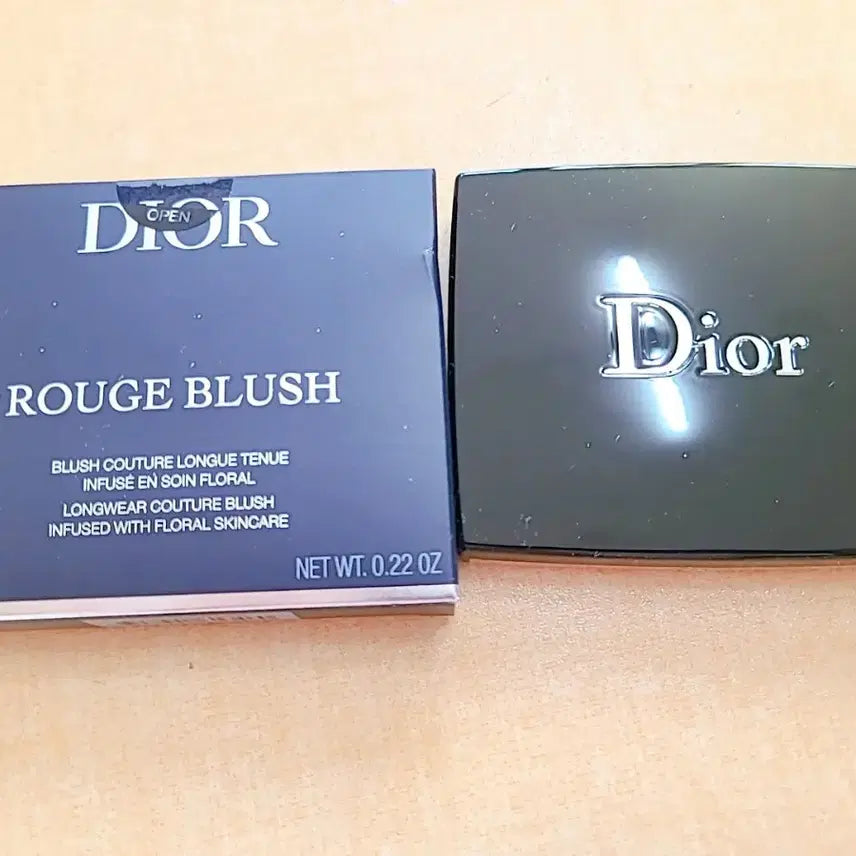 DIOR
OPEN
ROUGE BLUSH
BLUSH COUTURE LONGUE TENUE
INFUSÉ EN SOIN FLORAL
LONGWEAR COUTURE BLUSH
INFUSED WITH FLORAL SKINCARE
NET WT. 0.22 OZ
Dior